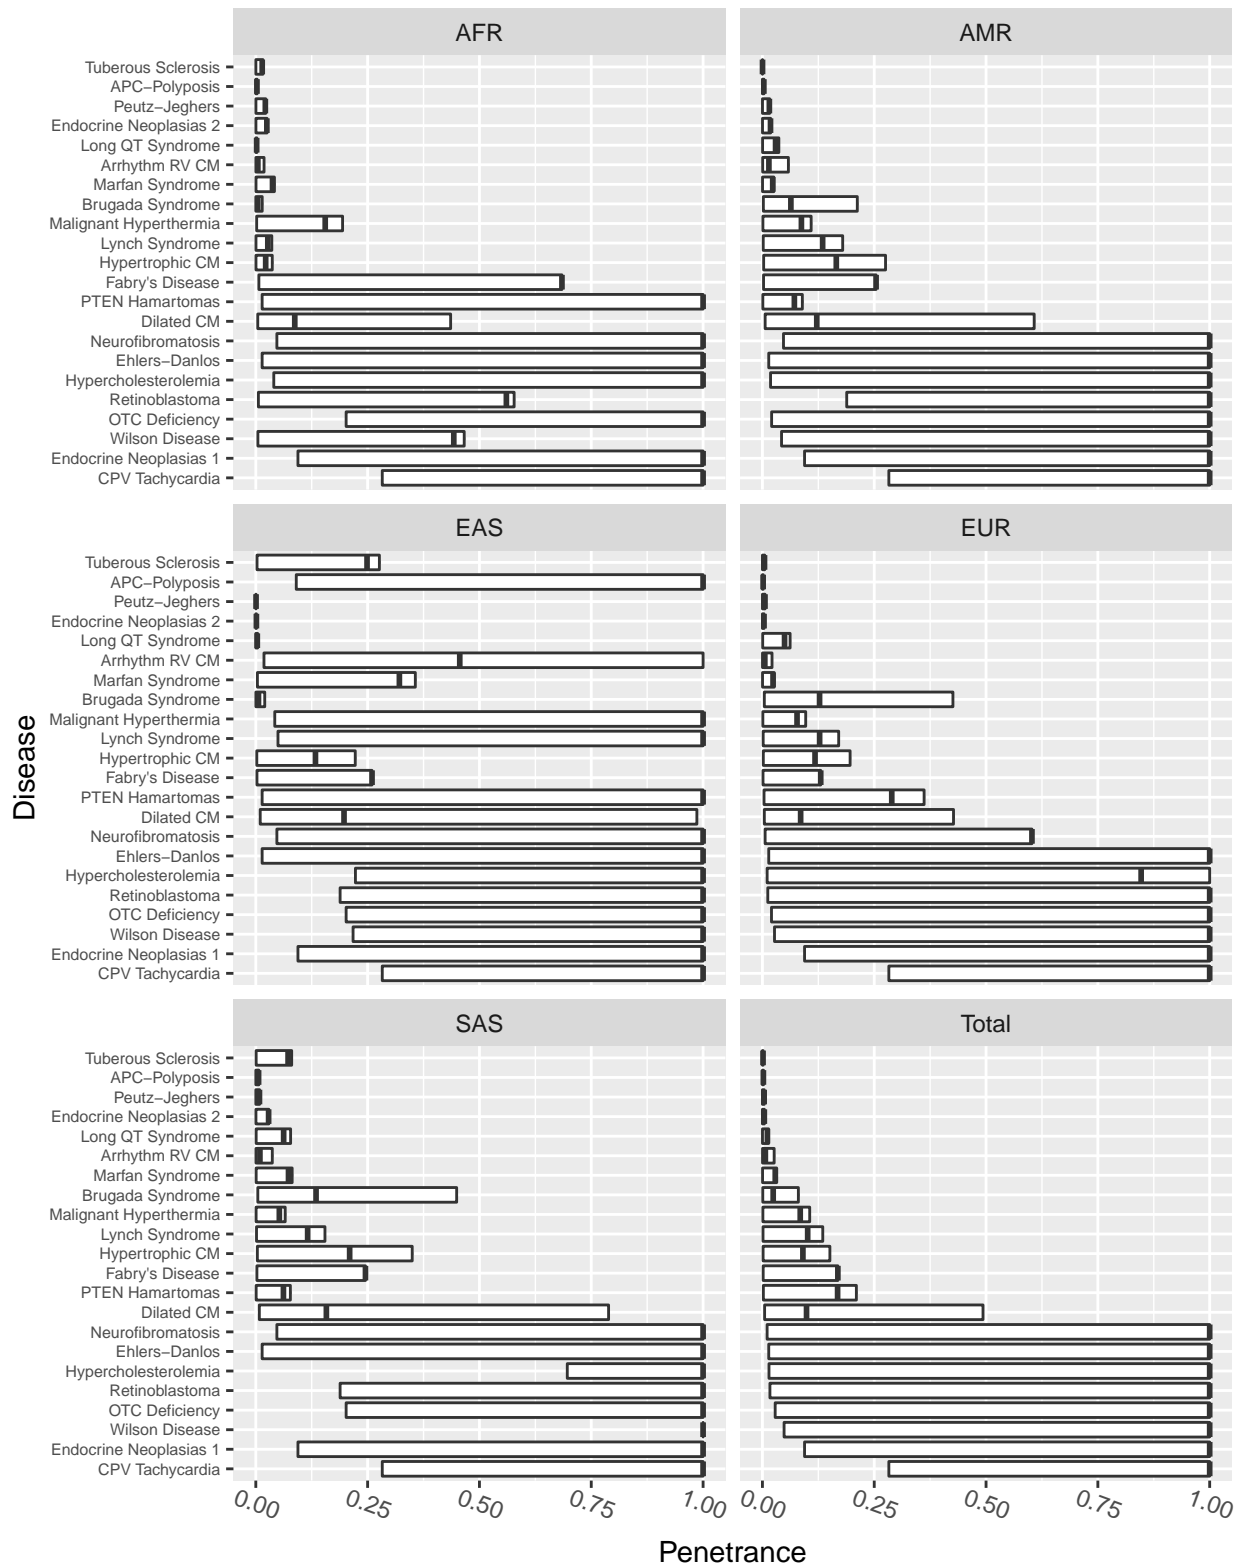 AFR
AMR
Tuberous Sclerosis
APC−Polyposis
Peutz−Jeghers
Endocrine Neoplasias 2
Long QT Syndrome
Arrhythm RV CM
Marfan Syndrome
Brugada Syndrome
Malignant Hyperthermia
Lynch Syndrome
Hypertrophic CM
Fabry's Disease
PTEN Hamartomas
Dilated CM
Neurofibromatosis
Ehlers−Danlos
Hypercholesterolemia
Retinoblastoma
OTC Deficiency
Wilson Disease
Endocrine Neoplasias 1
CPV Tachycardia
EAS
EUR
Tuberous Sclerosis
APC−Polyposis
Peutz−Jeghers
Endocrine Neoplasias 2
Long QT Syndrome
Arrhythm RV CM
Marfan Syndrome
Brugada Syndrome
Malignant Hyperthermia
Lynch Syndrome
Hypertrophic CM
Fabry's Disease
PTEN Hamartomas
Dilated CM
Neurofibromatosis
Ehlers−Danlos
Hypercholesterolemia
Retinoblastoma
OTC Deficiency
Wilson Disease
Endocrine Neoplasias 1
CPV Tachycardia
Disease
SAS
Total
Tuberous Sclerosis
APC−Polyposis
Peutz−Jeghers
Endocrine Neoplasias 2
Long QT Syndrome
Arrhythm RV CM
Marfan Syndrome
Brugada Syndrome
Malignant Hyperthermia
Lynch Syndrome
Hypertrophic CM
Fabry's Disease
PTEN Hamartomas
Dilated CM
Neurofibromatosis
Ehlers−Danlos
Hypercholesterolemia
Retinoblastoma
OTC Deficiency
Wilson Disease
Endocrine Neoplasias 1
CPV Tachycardia
0.00 0.25 0.50 0.75 1.00 0.00 0.25 0.50 0.75 1.00
Penetrance